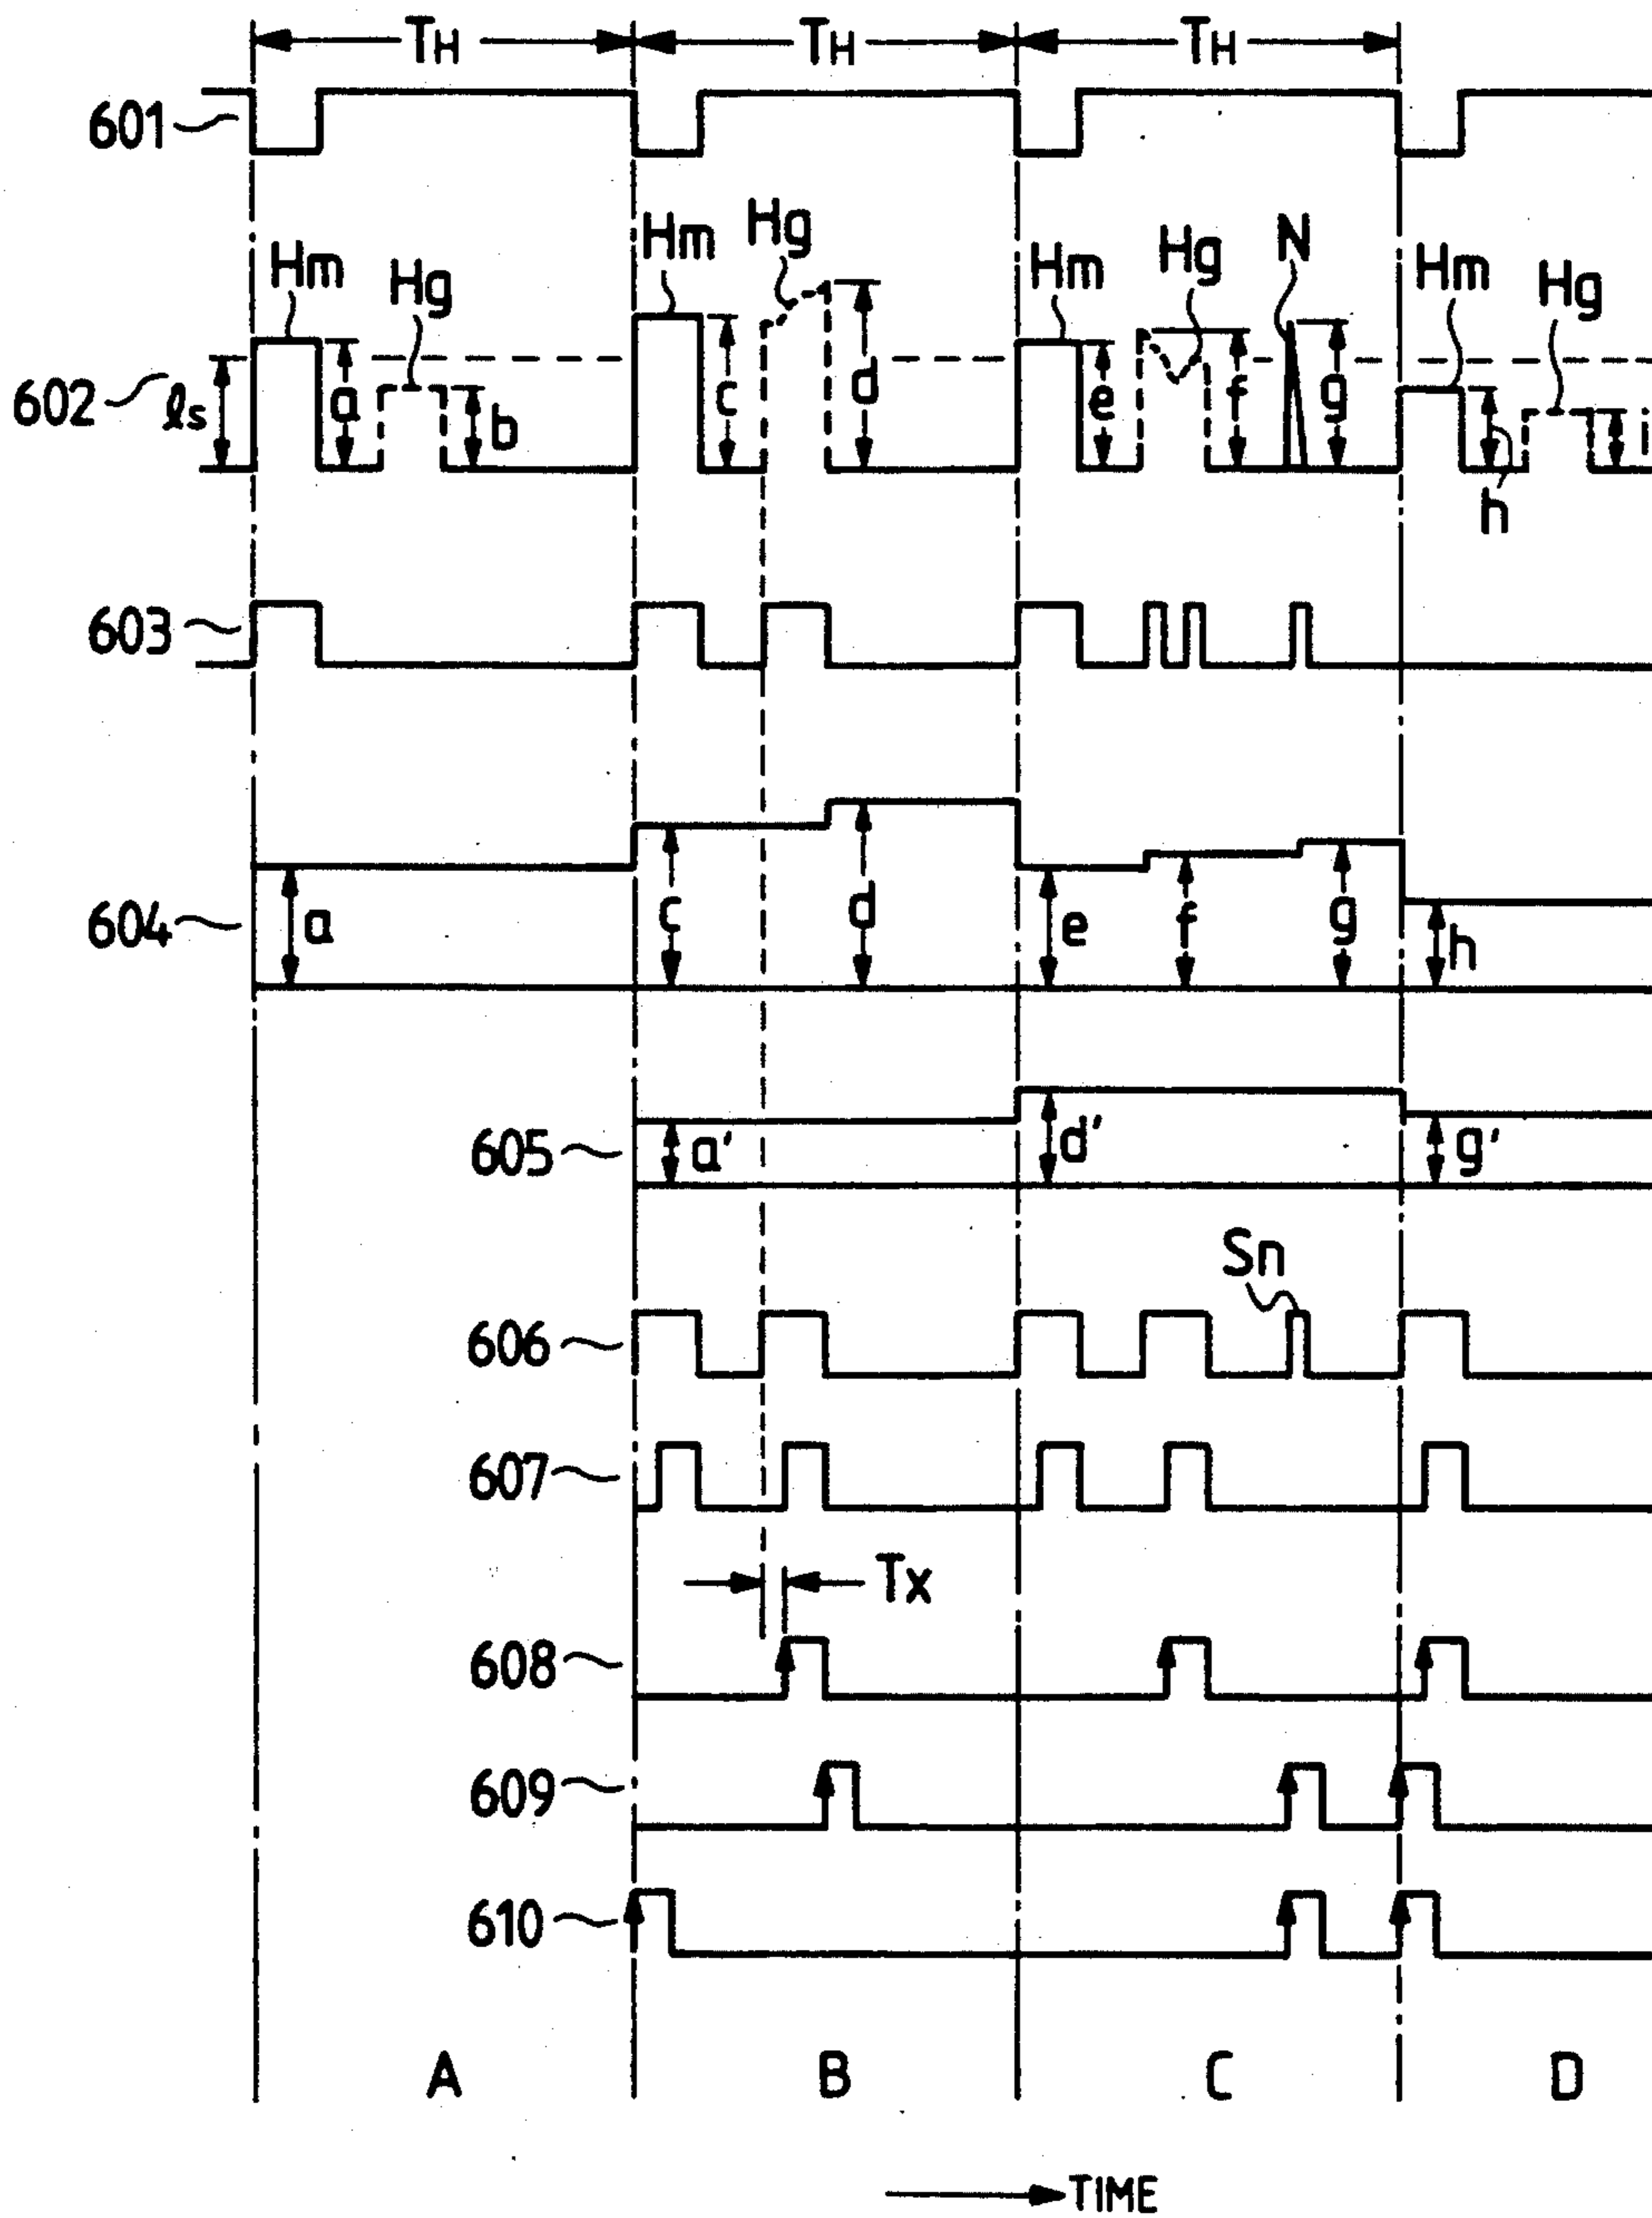 TH TH TH
601
Hm Hg Hm Hg Hm Hg N Hm Hg
602 ls a b c d e f g h i
603
604 a c d e f g h
605 a' d' g'
Sn
606
607
Tx
608
609
610
A B C D
TIME